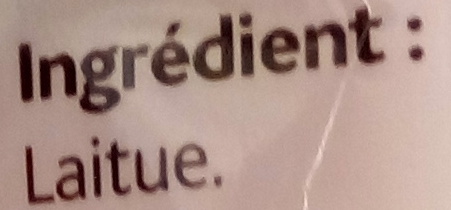 Ingrédient :
Laitue.